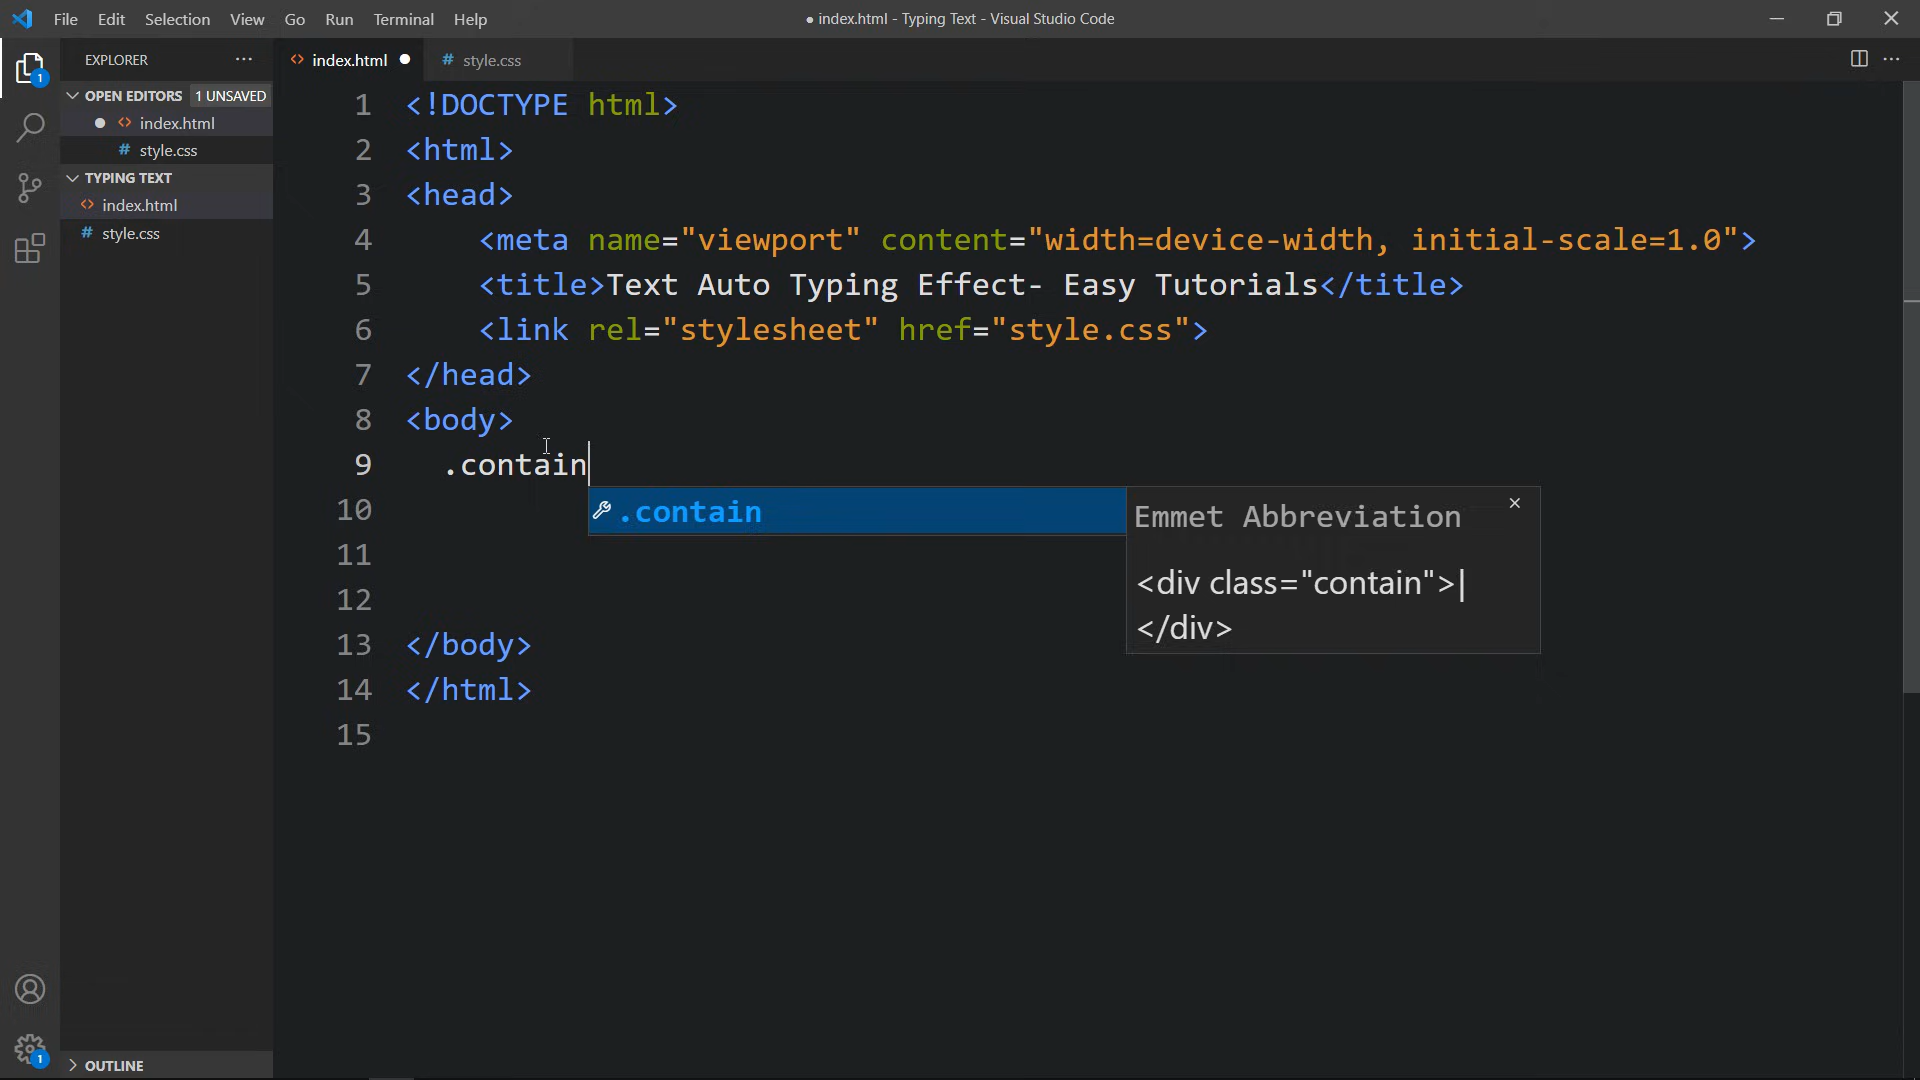 File Edit Selection View Go Run Terminal Help
● index.html - Typing Text - Visual Studio Code
EXPLORER ···
index.html ●
# style.css
OPEN EDITORS 1 UNSAVED
● <> index.html
# style.css
TYPING TEXT
<> index.html
# style.css
OUTLINE
1
1
1 <!DOCTYPE html>
2 <html>
3 <head>
4 <meta name="viewport" content="width=device-width, initial-scale=1.0">
5 <title>Text Auto Typing Effect- Easy Tutorials</title>
6 <link rel="stylesheet" href="style.css">
7 </head>
8 <body>
9 .contain
10
11
12
13 </body>
14 </html>
15
.contain
Emmet Abbreviation
<div class="contain">|
</div>